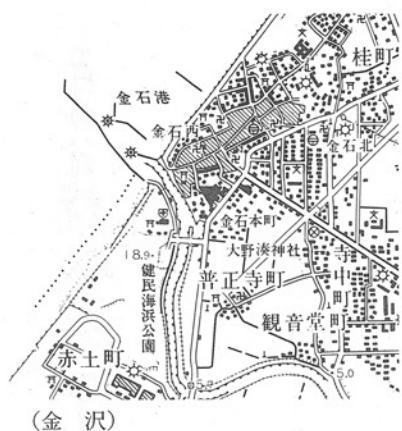 桂町
金石港
金石西
金石北
金石本町
大野湊神社
18.9
普正寺町
寺中町
健民海浜公園
観音堂町
赤土町
5.0
(金 沢)